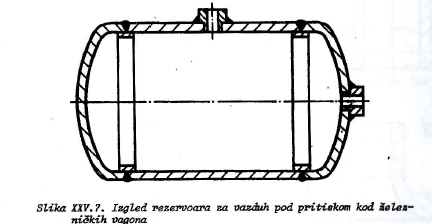 Slika XXV.7. Izgled rezervoara za vazduh pod pritiskom kod želez-
ničkih vagona